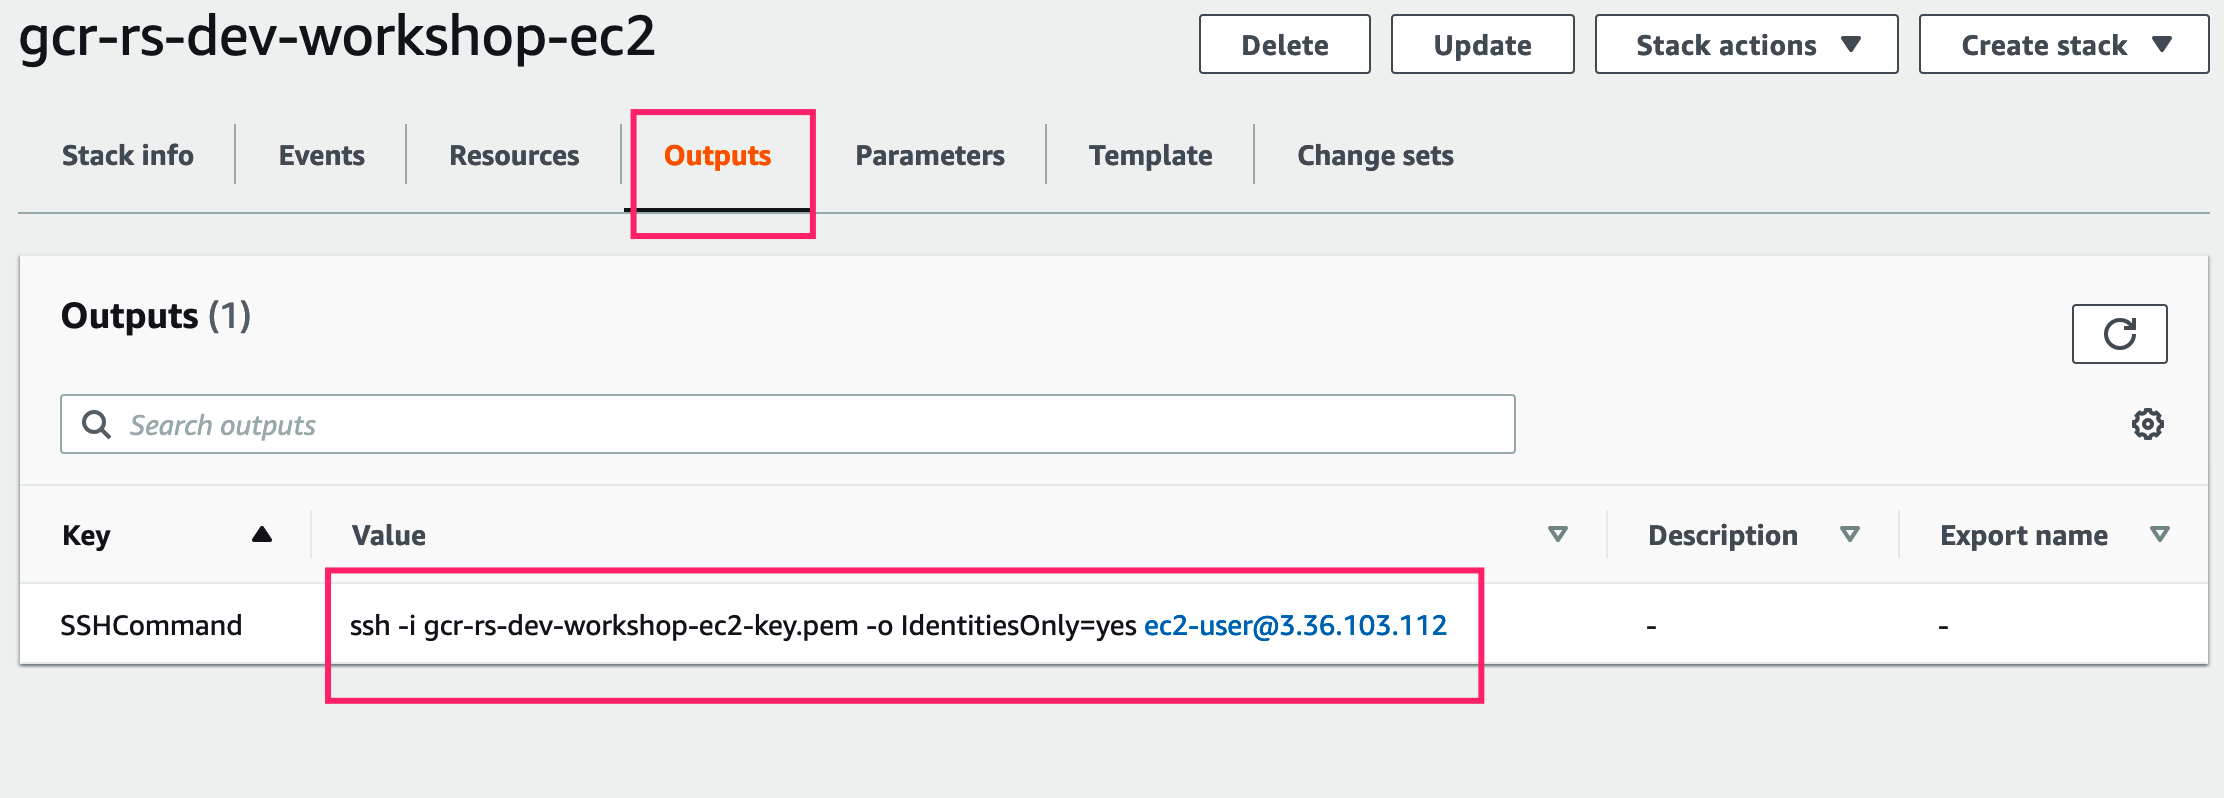 gcr-rs-dev-workshop-ec2
Delete
Update
Stack actions
Create stack
Stack info
Events
Resources
Outputs
Parameters
Template
Change sets
Outputs (1)
Search outputs
Key
Value
Description
Export name
SSHCommand
ssh -i gcr-rs-dev-workshop-ec2-key.pem -o IdentitiesOnly=yes ec2-user@3.36.103.112
-
-